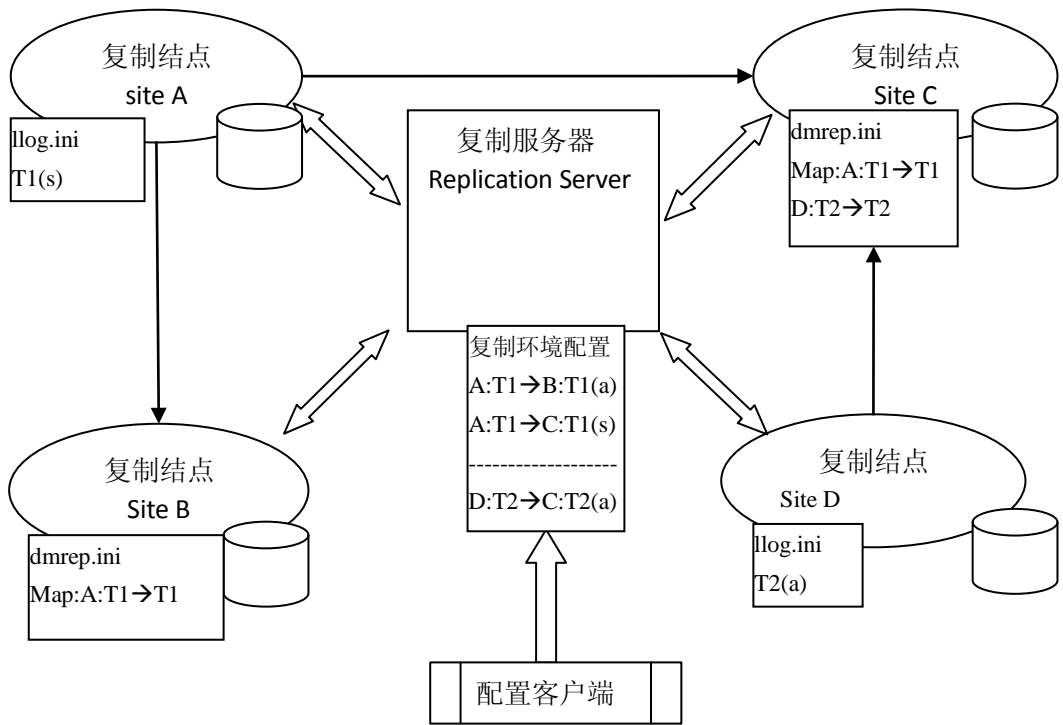 复制结点
site A
llog.ini
T1(s)
复制服务器
Replication Server
复制结点
Site C
dmrep.ini
Map:A:T1→T1
D:T2→T2
复制环境配置
A:T1→B:T1(a)
A:T1→C:T1(s)
--------------------
D:T2→C:T2(a)
复制结点
Site B
dmrep.ini
Map:A:T1→T1
复制结点
Site D
llog.ini
T2(a)
配置客户端